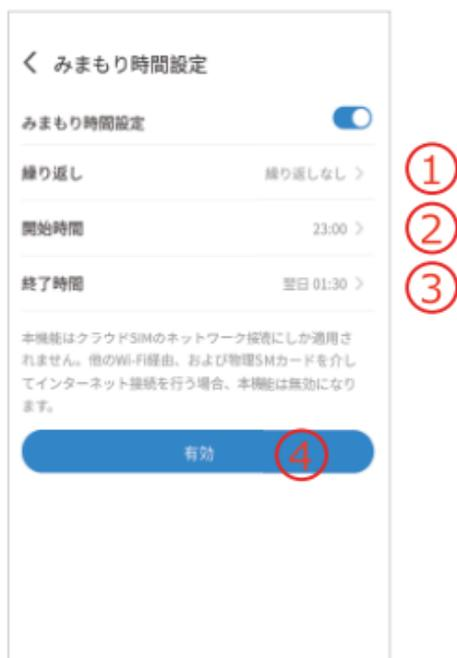 く みまもり時間設定
みまもり時間設定
繰り返し 繰り返しなし > ①
開始時間 23:00 > ②
終了時間 翌日 01:30 > ③
本機能はクラウドSIMのネットワーク接続にしか適用さ
れません。他のWi-Fi経由、および物理SMカードを介し
てインターネット接続を行う場合、本機能は無効になり
ます。
有効 ④